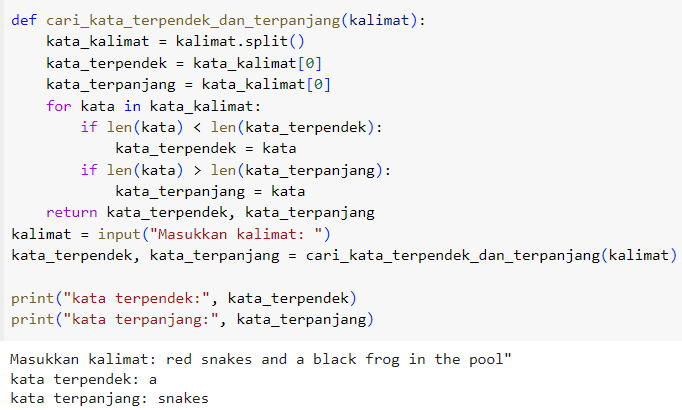 def cari_kata_terpendek_dan_terpanjang(kalimat):
    kata_kalimat = kalimat.split()
    kata_terpendek = kata_kalimat[0]
    kata_terpanjang = kata_kalimat[0]
    for kata in kata_kalimat:
        if len(kata) < len(kata_terpendek):
            kata_terpendek = kata
        if len(kata) > len(kata_terpanjang):
            kata_terpanjang = kata
    return kata_terpendek, kata_terpanjang
kalimat = input("Masukkan kalimat: ")
kata_terpendek, kata_terpanjang = cari_kata_terpendek_dan_terpanjang(kalimat)

print("kata terpendek:", kata_terpendek)
print("kata terpanjang:", kata_terpanjang)
Masukkan kalimat: red snakes and a black frog in the pool"
kata terpendek: a
kata terpanjang: snakes